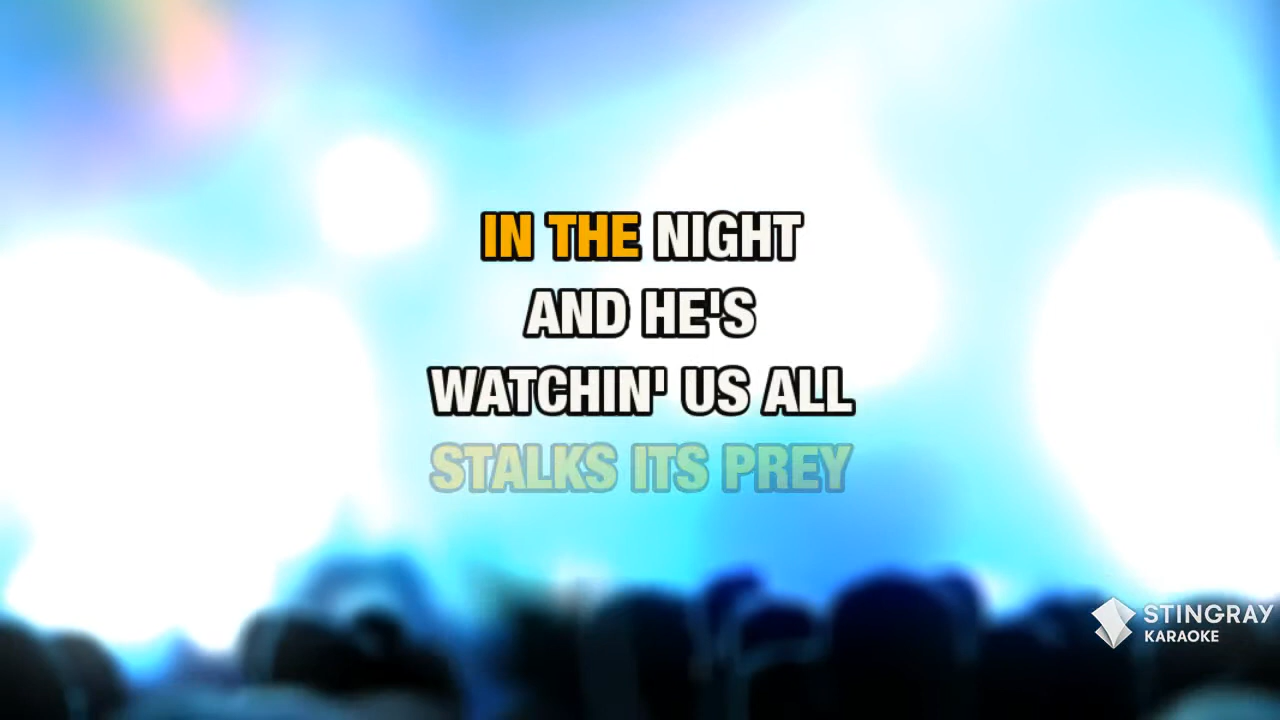 IN THE NIGHT
AND HE'S
WATCHIN' US ALL
STALKS ITS PREY
STINGRAY
KARAOKE